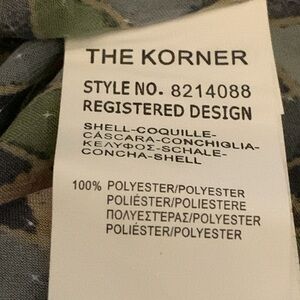 THE KORNER
STYLE NO. 8214088
REGISTERED DESIGN
SHELL-COQUILLE-
CÁSCARA-CONCHIGLIA-
ΚΕΛΥΦΟΣ-SCHALE-
CONCHA-SHELL
100% POLYESTER/POLYESTER
POLIÉSTER/POLIESTERE
ΠΟΛΥΕΣΤΈΡΑΣ/POLYESTER
POLIÉSTER/POLYESTER